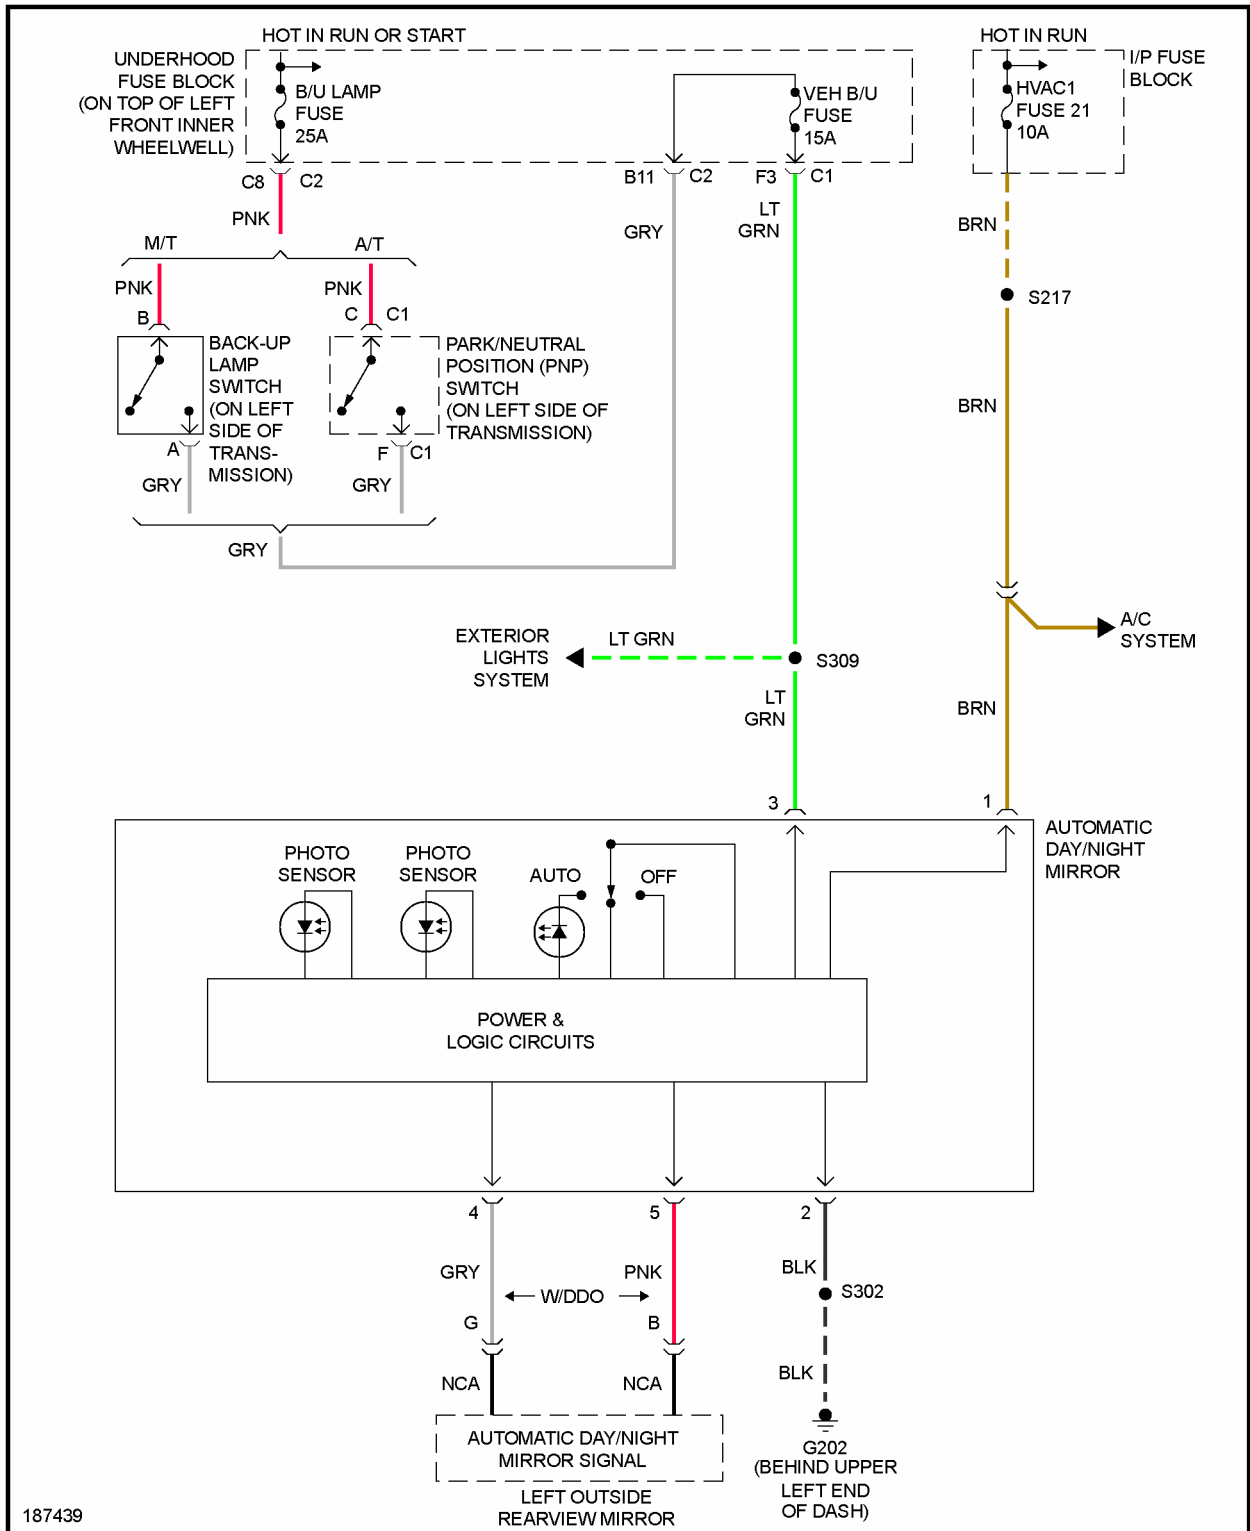 HOT IN RUN OR START
HOT IN RUN
UNDERHOOD
FUSE BLOCK
(ON TOP OF LEFT
FRONT INNER
WHEELWELL)
B/U LAMP
FUSE
25A
VEH B/U
FUSE
15A
HVAC1
FUSE 21
10A
I/P FUSE
BLOCK
C8 C2
B11 C2
F3 C1
PNK
GRY
LT
GRN
BRN
M/T
A/T
S217
PNK
PNK
B
C C1
BACK-UP
LAMP
SWITCH
(ON LEFT
SIDE OF
TRANS-
MISSION)
PARK/NEUTRAL
POSITION (PNP)
SWITCH
(ON LEFT SIDE OF
TRANSMISSION)
BRN
A
F C1
GRY
GRY
GRY
EXTERIOR
LIGHTS
SYSTEM
LT GRN
S309
A/C
SYSTEM
LT
GRN
BRN
3
1
AUTOMATIC
DAY/NIGHT
MIRROR
PHOTO
SENSOR
PHOTO
SENSOR
AUTO
OFF
POWER &
LOGIC CIRCUITS
4
5
2
GRY
PNK
BLK
W/DDO
S302
G
B
NCA
NCA
BLK
AUTOMATIC DAY/NIGHT
MIRROR SIGNAL
LEFT OUTSIDE
REARVIEW MIRROR
G202
(BEHIND UPPER
LEFT END
OF DASH)
187439